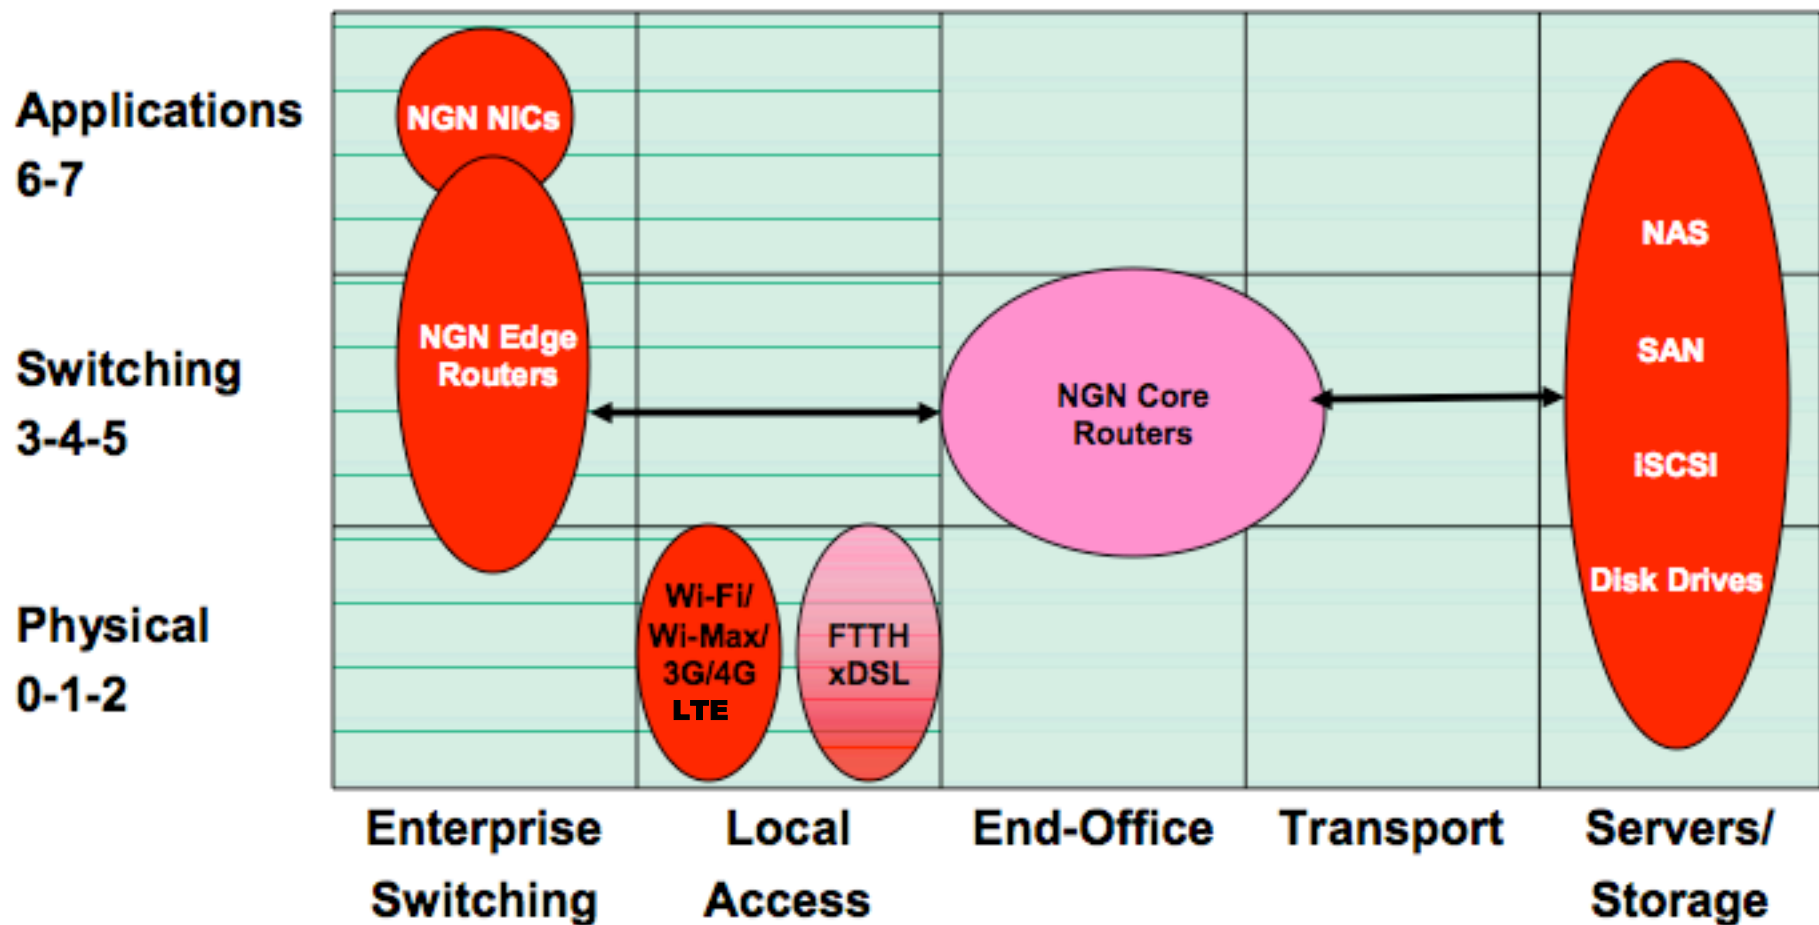 Applications
6-7
Switching
3-4-5
Physical
0-1-2
NGN NICs
NGN Edge
Routers
Wi-Fi/
Wi-Max/
3G/4G
LTE
FTTH
xDSL
NGN Core
Routers
NAS
SAN
iSCSI
Disk Drives
Enterprise
Switching
Local
Access
End-Office
Transport
Servers/
Storage